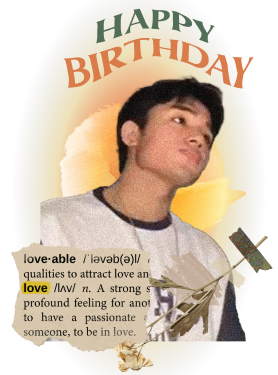 HAPPY
BIRTHDAY
love·able /ˈləvəb(ə)l/
qualities to attract love an
love /lʌv/ n. A strong s
profound feeling for anot
to have a passionate
someone, to be in love.